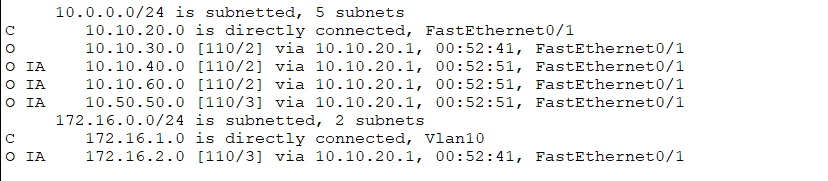 10.0.0.0/24 is subnetted, 5 subnets
C       10.10.20.0 is directly connected, FastEthernet0/1
O       10.10.30.0 [110/2] via 10.10.20.1, 00:52:41, FastEthernet0/1
O IA    10.10.40.0 [110/2] via 10.10.20.1, 00:52:51, FastEthernet0/1
O IA    10.10.60.0 [110/2] via 10.10.20.1, 00:52:51, FastEthernet0/1
O IA    10.50.50.0 [110/3] via 10.10.20.1, 00:52:51, FastEthernet0/1
     172.16.0.0/24 is subnetted, 2 subnets
C       172.16.1.0 is directly connected, Vlan10
O IA    172.16.2.0 [110/3] via 10.10.20.1, 00:52:41, FastEthernet0/1